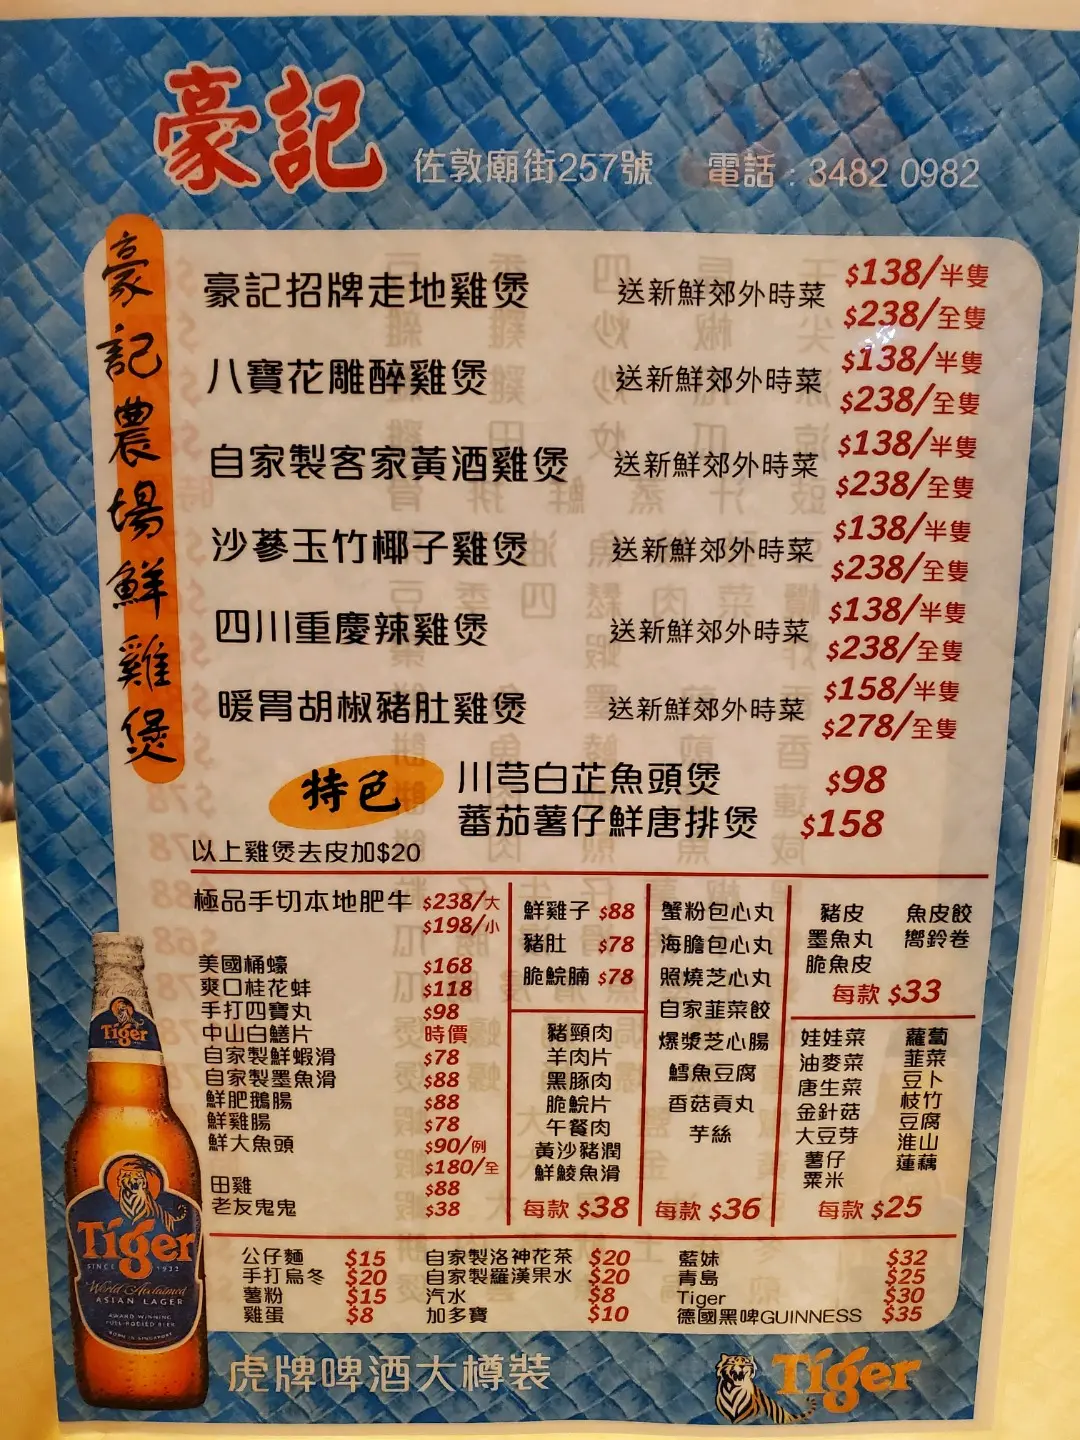 豪記 佐敦廟街257號 電話：3482 0982
豪記農場鮮雞煲
豪記招牌走地雞煲 送新鮮郊外時菜 $138/半隻
$238/全隻
八寶花雕醉雞煲 送新鮮郊外時菜 $138/半隻
$238/全隻
自家製客家黃酒雞煲 送新鮮郊外時菜 $138/半隻
$238/全隻
沙蔘玉竹椰子雞煲 送新鮮郊外時菜 $138/半隻
$238/全隻
四川重慶辣雞煲 送新鮮郊外時菜 $138/半隻
$238/全隻
暖胃胡椒豬肚雞煲 送新鮮郊外時菜 $158/半隻
$278/全隻
特色
川芎白芷魚頭煲 $98
蕃茄薯仔鮮唐排煲 $158
以上雞煲去皮加$20
極品手切本地肥牛 $238/大
$198/小
美國桶蠔 $168
爽口桂花蚌 $118
手打四寶丸 $98
中山白鱔片 時價
自家製鮮蝦滑 $78
自家製墨魚滑 $88
鮮肥鵝腸 $88
鮮雞腸 $78
鮮大魚頭 $90/例
$180/全
田雞 $88
老友鬼鬼 $38
鮮雞子 $88
豬肚 $78
脆鯇腩 $78
豬頸肉
羊肉片
黑豚肉
脆鯇片
午餐肉
黃沙豬潤
鮮鯪魚滑
每款 $38
蟹粉包心丸
海膽包心丸
照燒芝心丸
自家韮菜餃
爆漿芝心腸
鱈魚豆腐
香菇貢丸
芋絲
每款 $36
豬皮 魚皮餃
墨魚丸 嚮鈴卷
脆魚皮
每款 $33
娃娃菜 蘿蔔
油麥菜 韮菜
唐生菜 豆卜
金針菇 枝竹
大豆芽 豆腐
薯仔 淮山
粟米 蓮藕
每款 $25
公仔麵 $15
手打烏冬 $20
薯粉 $15
雞蛋 $8
自家製洛神花茶 $20
自家製羅漢果水 $20
汽水 $8
加多寶 $10
藍妹 $32
青島 $25
Tiger $30
德國黑啤GUINNESS $35
Tiger
Tiger
SINCE 1932
World Acclaimed
ASIAN LAGER
AWARD WINNING
FULL-BODIED BEER
BORN IN SINGAPORE
虎牌啤酒大樽裝
Tiger